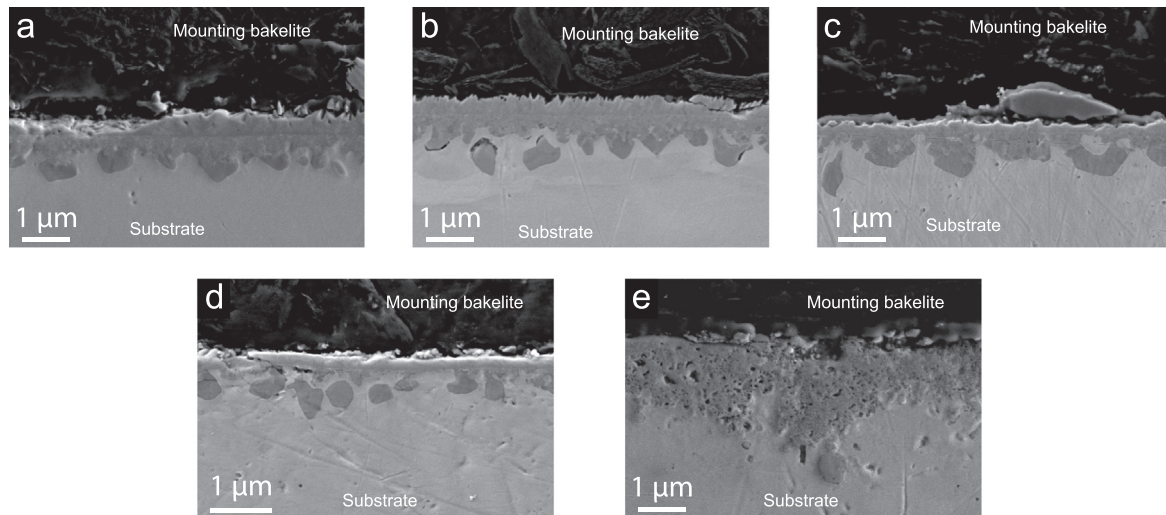 a
Mounting bakelite
1 µm
Substrate
b
Mounting bakelite
1 µm
Substrate
c
Mounting bakelite
1 µm
Substrate
d
Mounting bakelite
1 µm
Substrate
e
Mounting bakelite
1 µm
Substrate